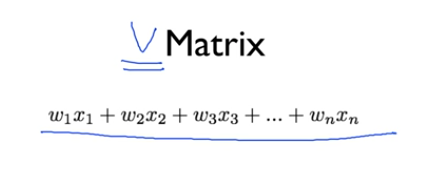 V Matrix
w₁x₁ + w₂x₂ + w₃x₃ + ... + wₙxₙ